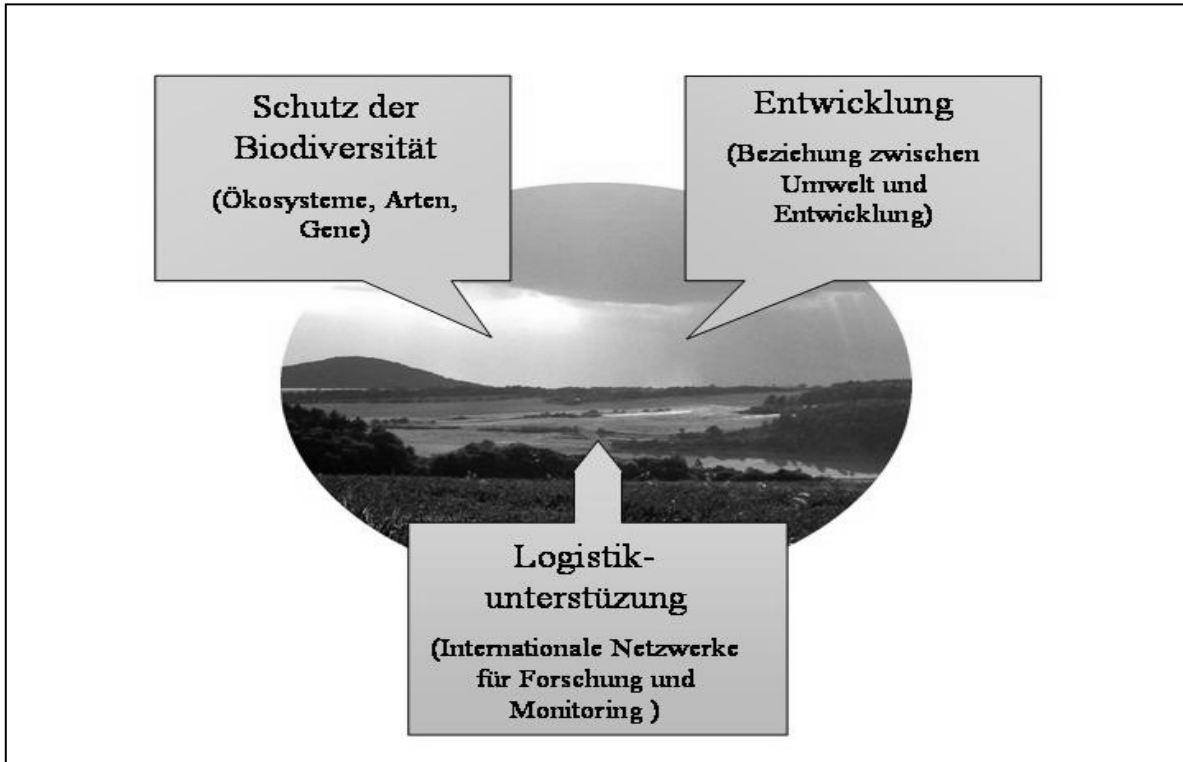 Schutz der
Biodiversität
(Ökosysteme, Arten,
Gene)
Entwicklung
(Beziehung zwischen
Umwelt und
Entwicklung)
Logistik-
unterstüzung
(Internationale Netzwerke
für Forschung und
Monitoring )